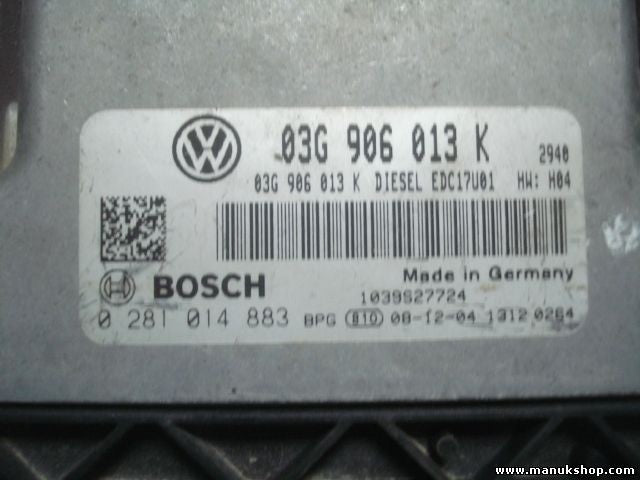 03G 906 013 K 2940
03G 906 013 K DIESEL EDC17U01 HW: H04
BOSCH Made in Germany
1039S27724
0 281 014 883 BPG 810 08-12-04 1312 0264
www.manukshop.com